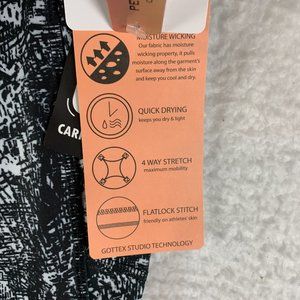 MOISTURE WICKING
Our fabric has moisture
wicking property, it pulls
moisture along the garment's
surface away from the skin
and keep you cool and dry.
QUICK DRYING
keeps you dry & light
4 WAY STRETCH
maximum mobility
FLATLOCK STITCH
friendly on athletes' skin
GOTTEX STUDIO TECHNOLOGY